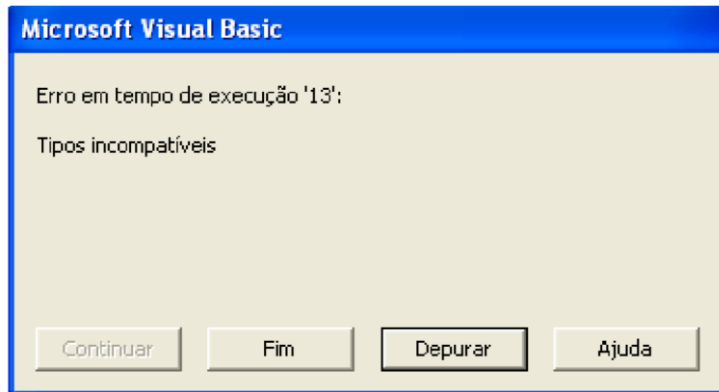 Microsoft Visual Basic
Erro em tempo de execução '13':
Tipos incompatíveis
Continuar Fim Depurar Ajuda